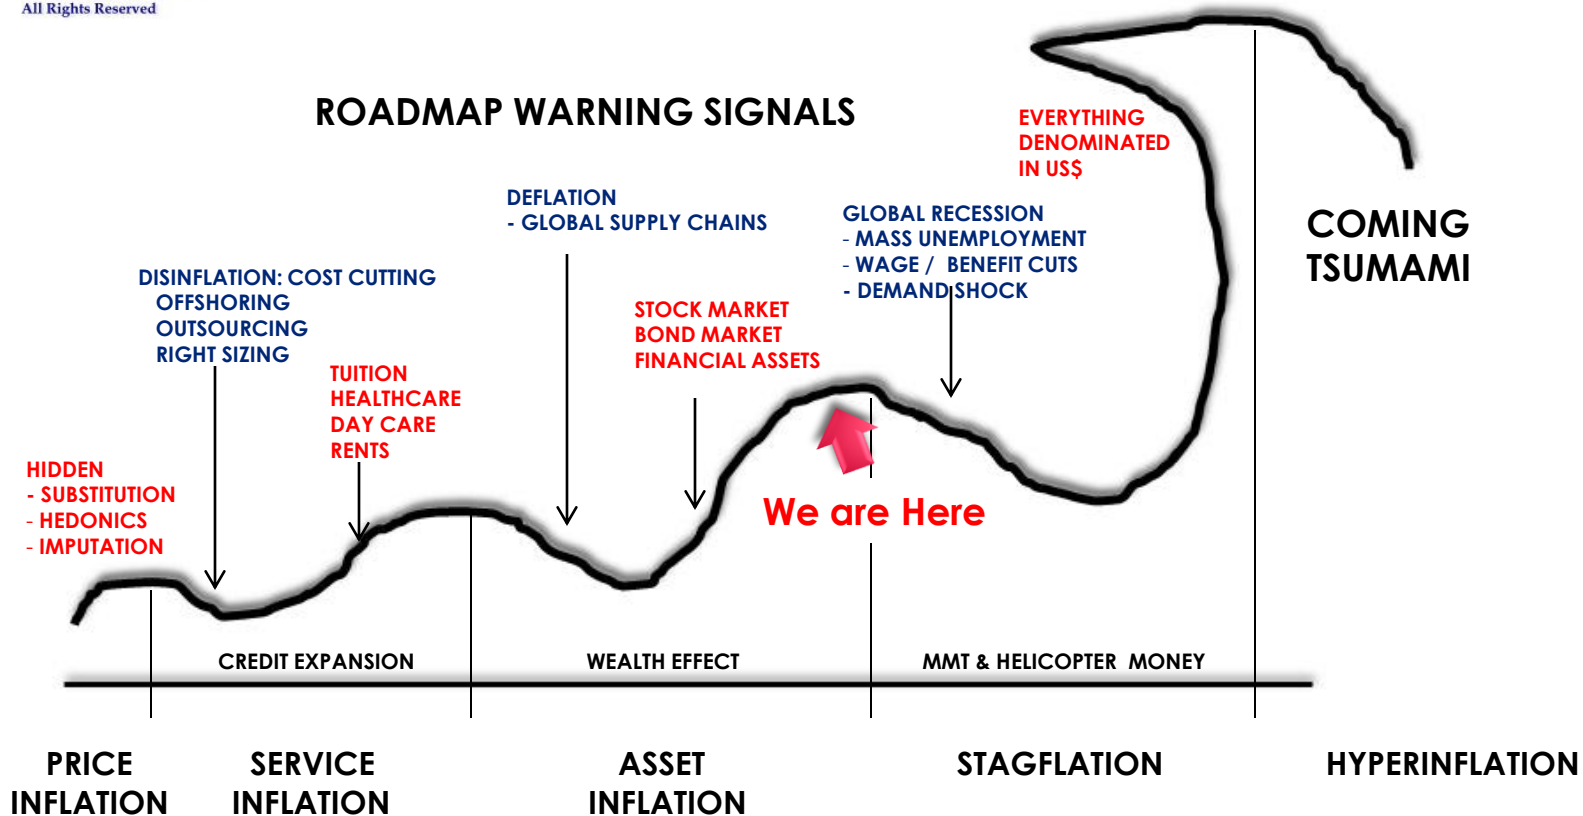 All Rights Reserved
ROADMAP WARNING SIGNALS
EVERYTHING
DENOMINATED
IN US$
DEFLATION
- GLOBAL SUPPLY CHAINS
GLOBAL RECESSION
- MASS UNEMPLOYMENT
- WAGE / BENEFIT CUTS
- DEMAND SHOCK
COMING
TSUMAMI
DISINFLATION: COST CUTTING
OFFSHORING
OUTSOURCING
RIGHT SIZING
STOCK MARKET
BOND MARKET
FINANCIAL ASSETS
TUITION
HEALTHCARE
DAY CARE
RENTS
HIDDEN
- SUBSTITUTION
- HEDONICS
- IMPUTATION
We are Here
CREDIT EXPANSION
WEALTH EFFECT
MMT & HELICOPTER MONEY
PRICE
INFLATION
SERVICE
INFLATION
ASSET
INFLATION
STAGFLATION
HYPERINFLATION